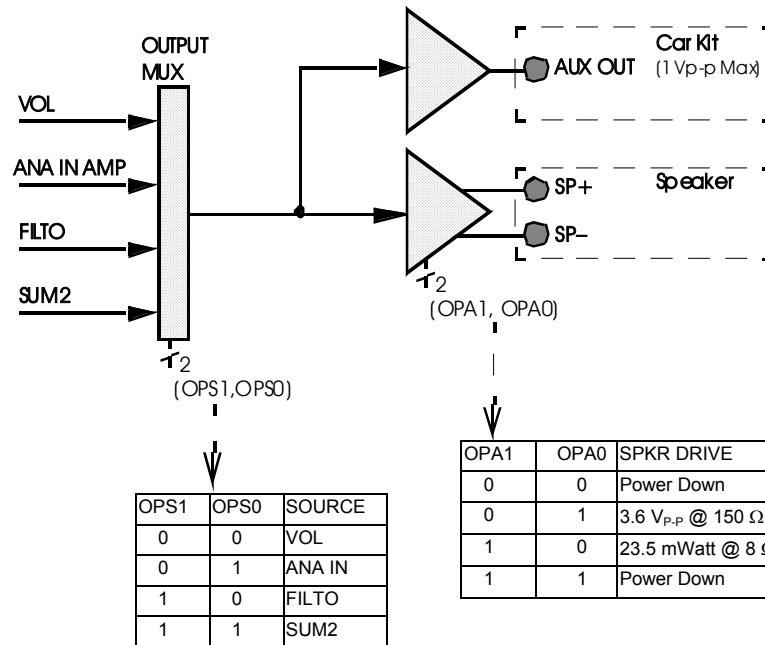 OUTPUT
MUX
VOL
ANA IN AMP
FILTO
SUM2
2
(OPS1,OPS0)
Car Kit
AUX OUT (1 Vp-p Max)
Speaker
SP+
SP–
2
(OPA1, OPA0)
OPA1 OPA0 SPKR DRIVE
0 0 Power Down
0 1 3.6 VP-P @ 150 Ω
1 0 23.5 mWatt @ 8 Ω
1 1 Power Down
OPS1 OPS0 SOURCE
0 0 VOL
0 1 ANA IN
1 0 FILTO
1 1 SUM2